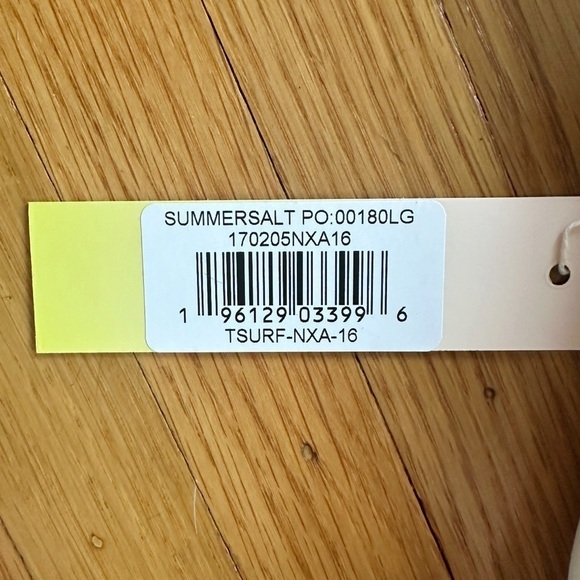 SUMMERSALT PO:00180LG
170205NXA16
1 96129 03399 6
TSURF-NXA-16